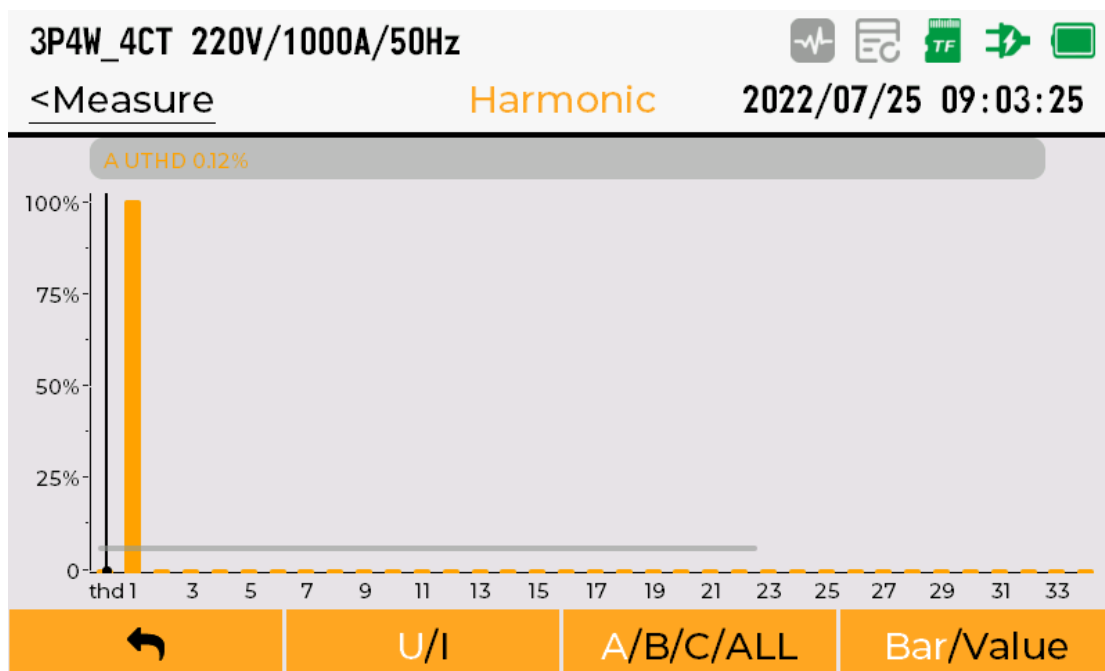 3P4W_4CT 220V/1000A/50Hz TF
<Measure Harmonic 2022/07/25 09:03:25
A UTHD 0.12%
100%
75%
50%
25%
0
thd 1 3 5 7 9 11 13 15 17 19 21 23 25 27 29 31 33
U/I A/B/C/ALL Bar/Value